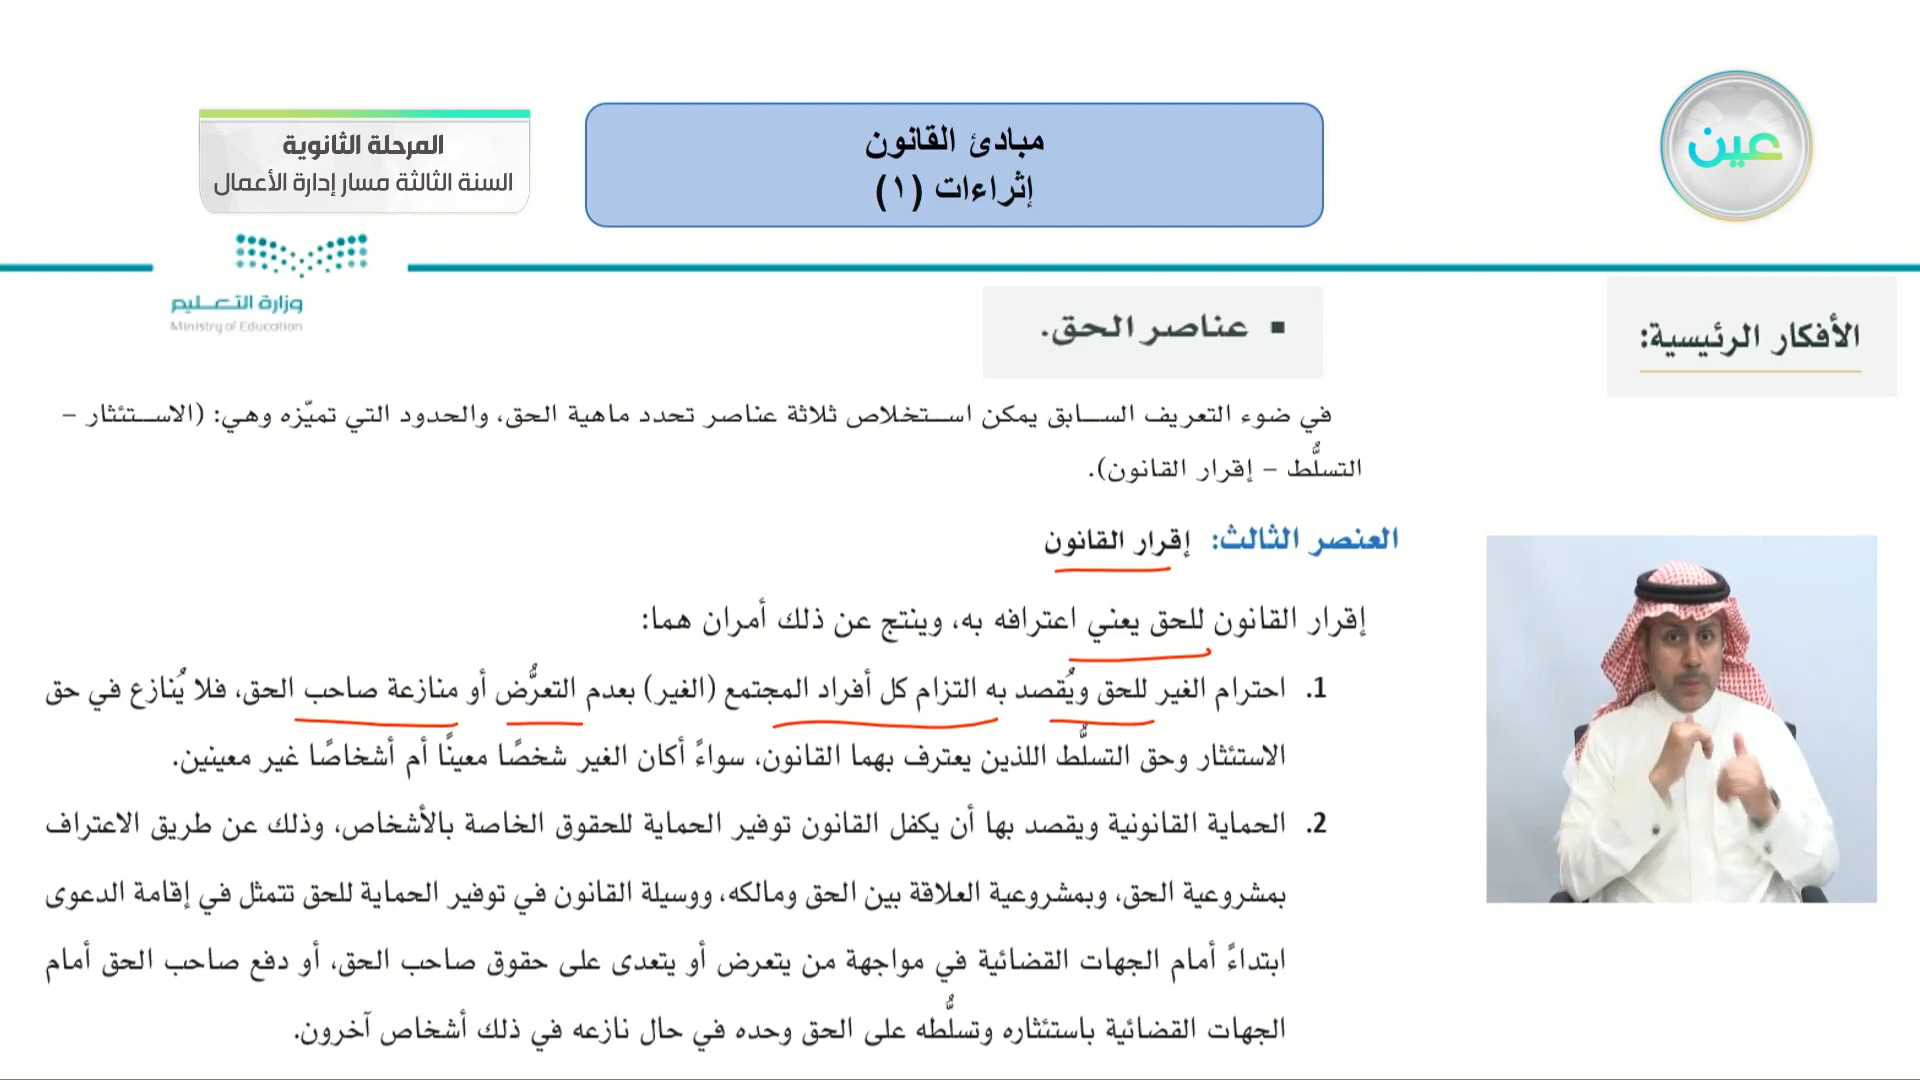 عين
مبادئ القانون
إثراءات (١)
المرحلة الثانوية
السنة الثالثة مسار إدارة الأعمال
وزارة التعـــليم
Ministry of Education
الأفكار الرئيسية:
▪ عناصر الحق.
في ضوء التعريف الســـابق يمكن اســـتخلاص ثلاثة عناصر تحدد ماهية الحق، والحدود التي تميّزه وهي: (الاســـتئثار –
التسلُّط – إقرار القانون).
العنصر الثالث: إقرار القانون
إقرار القانون للحق يعني اعترافه به، وينتج عن ذلك أمران هما:
1. احترام الغير للحق ويُقصد به التزام كل أفراد المجتمع (الغير) بعدم التعرُّض أو منازعة صاحب الحق، فلا يُنازع في حق
الاستئثار وحق التسلُّط اللذين يعترف بهما القانون، سواءً أكان الغير شخصًا معينًا أم أشخاصًا غير معينين.
2. الحماية القانونية ويقصد بها أن يكفل القانون توفير الحماية للحقوق الخاصة بالأشخاص، وذلك عن طريق الاعتراف
بمشروعية الحق، وبمشروعية العلاقة بين الحق ومالكه، ووسيلة القانون في توفير الحماية للحق تتمثل في إقامة الدعوى
ابتداءً أمام الجهات القضائية في مواجهة من يتعرض أو يتعدى على حقوق صاحب الحق، أو دفع صاحب الحق أمام
الجهات القضائية باستئثاره وتسلُّطه على الحق وحده في حال نازعه في ذلك أشخاص آخرون.